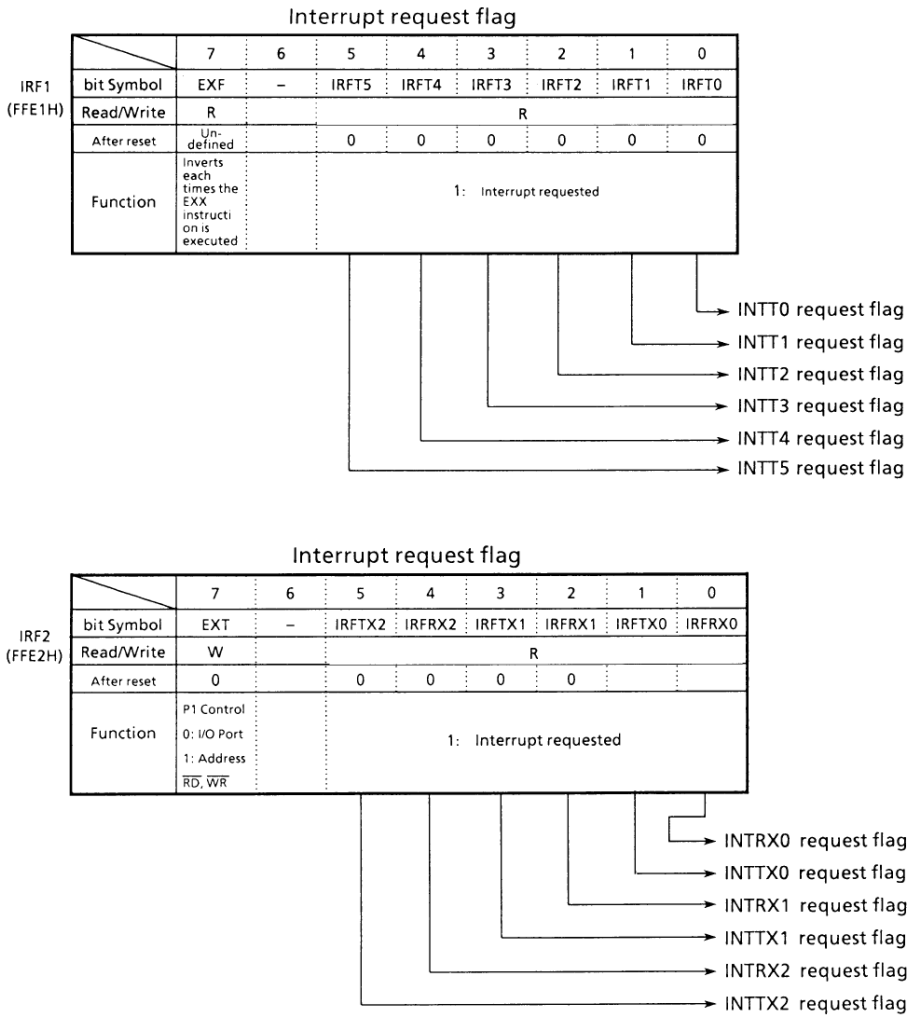 Interrupt request flag
7 6 5 4 3 2 1 0
IRF1
(FFE1H)
bit Symbol EXF – IRFT5 IRFT4 IRFT3 IRFT2 IRFT1 IRFT0
Read/Write R R
After reset Un-
defined 0 0 0 0 0 0
Function
Inverts
each
times the
EXX
instructi
on is
executed
1: Interrupt requested
INTT0 request flag
INTT1 request flag
INTT2 request flag
INTT3 request flag
INTT4 request flag
INTT5 request flag
Interrupt request flag
7 6 5 4 3 2 1 0
IRF2
(FFE2H)
bit Symbol EXT – IRFTX2 IRFRX2 IRFTX1 IRFRX1 IRFTX0 IRFRX0
Read/Write W R
After reset 0 0 0 0 0
Function
P1 Control
0: I/O Port
1: Address
RD, WR
1: Interrupt requested
INTRX0 request flag
INTTX0 request flag
INTRX1 request flag
INTTX1 request flag
INTRX2 request flag
INTTX2 request flag